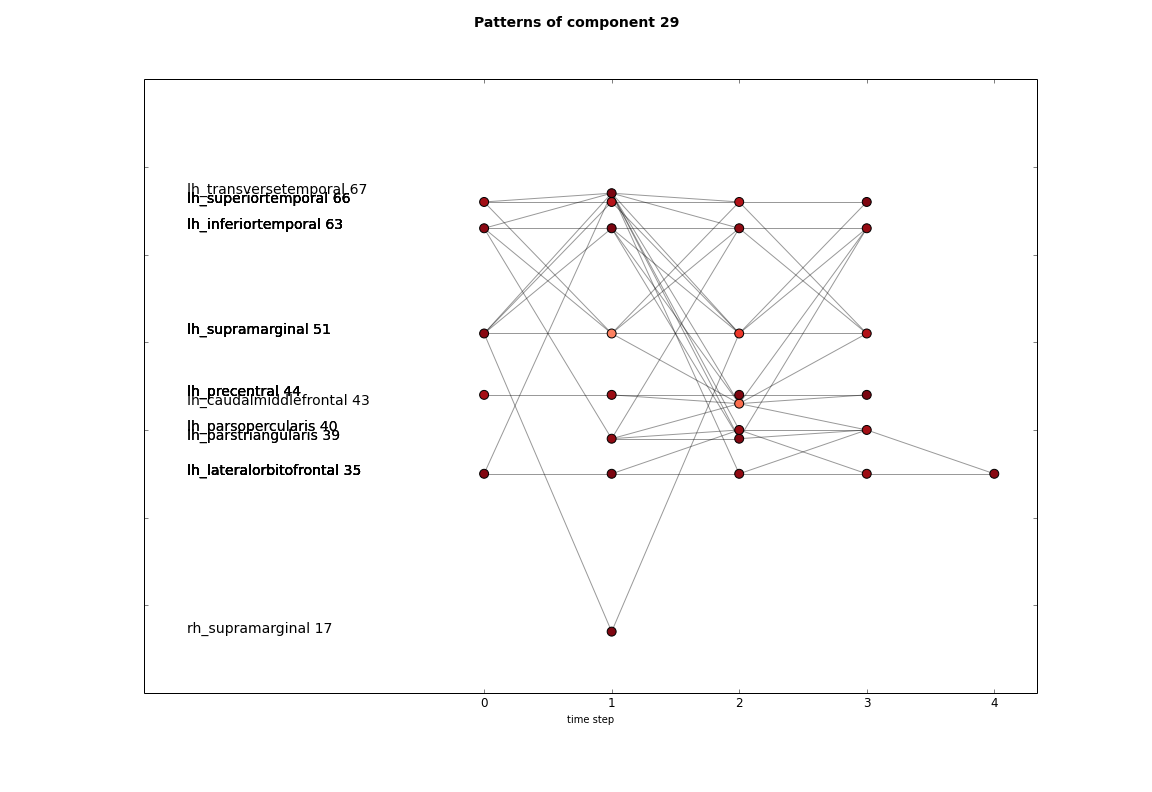 Patterns of component 29
lh_transversetemporal 67
lh_superiortemporal 66
lh_inferiortemporal 63
lh_supramarginal 51
lh_precentral 44
lh_caudalmiddlefrontal 43
lh_parsopercularis 40
lh_parstriangularis 39
lh_lateralorbitofrontal 35
rh_supramarginal 17
0 1 2 3 4
time step